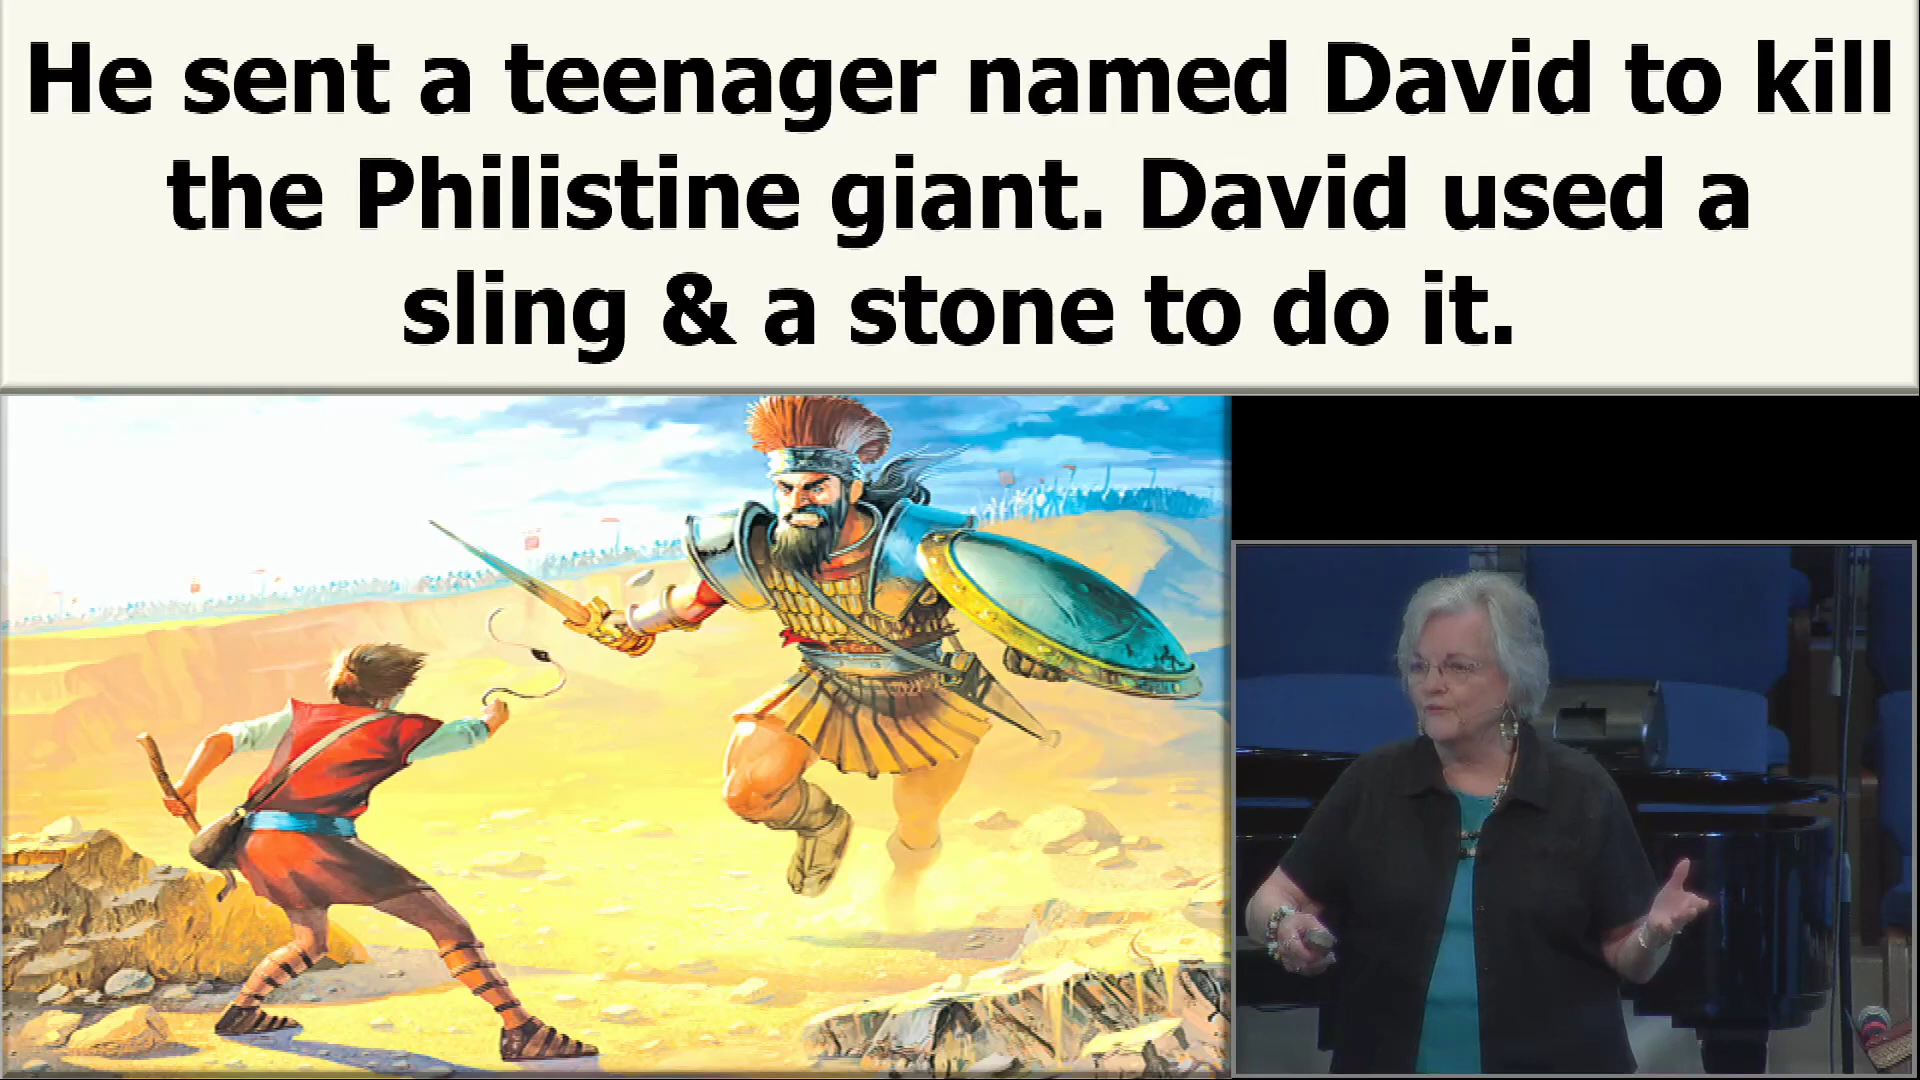 He sent a teenager named David to kill
the Philistine giant. David used a
sling & a stone to do it.